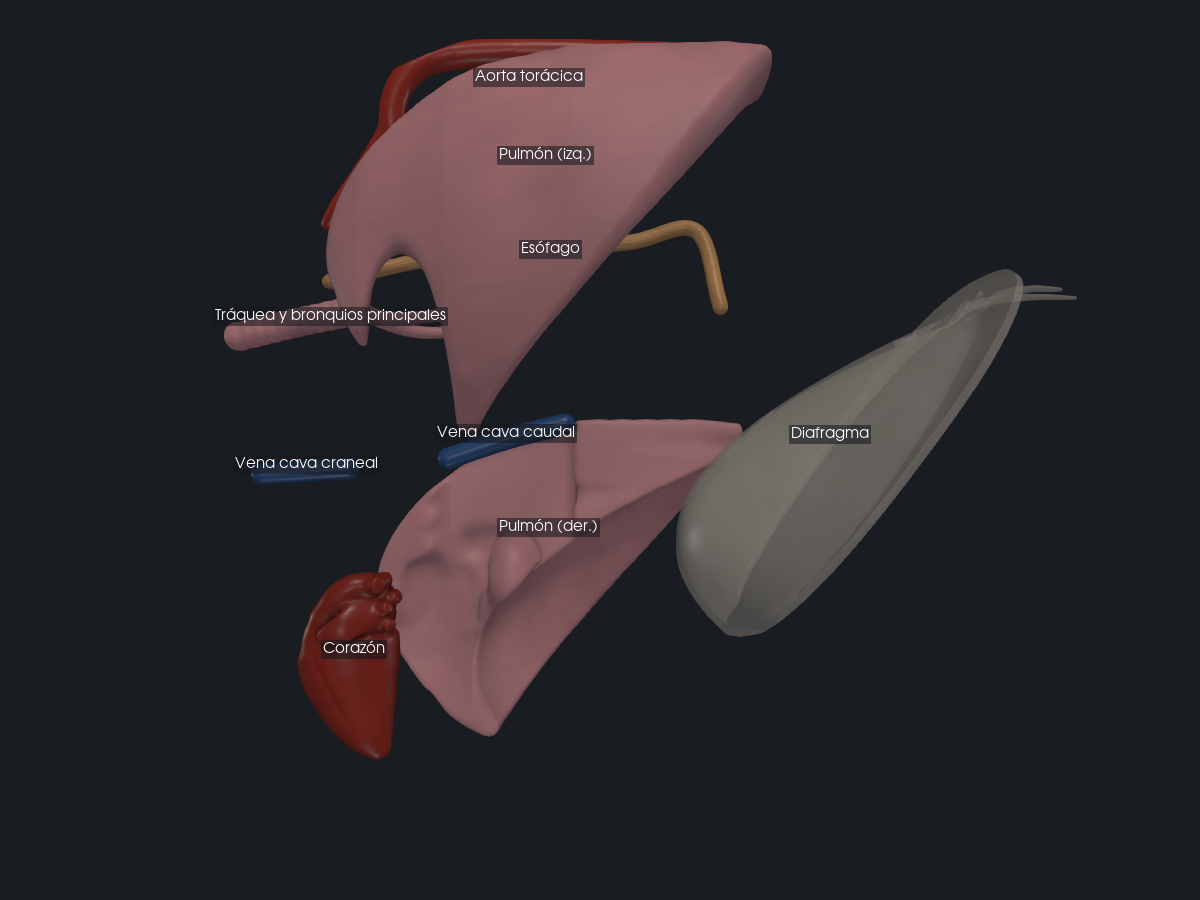 Aorta torácica
Pulmón (izq.)
Esófago
Tráquea y bronquios principales
Vena cava caudal
Diafragma
Vena cava craneal
Pulmón (der.)
Corazón